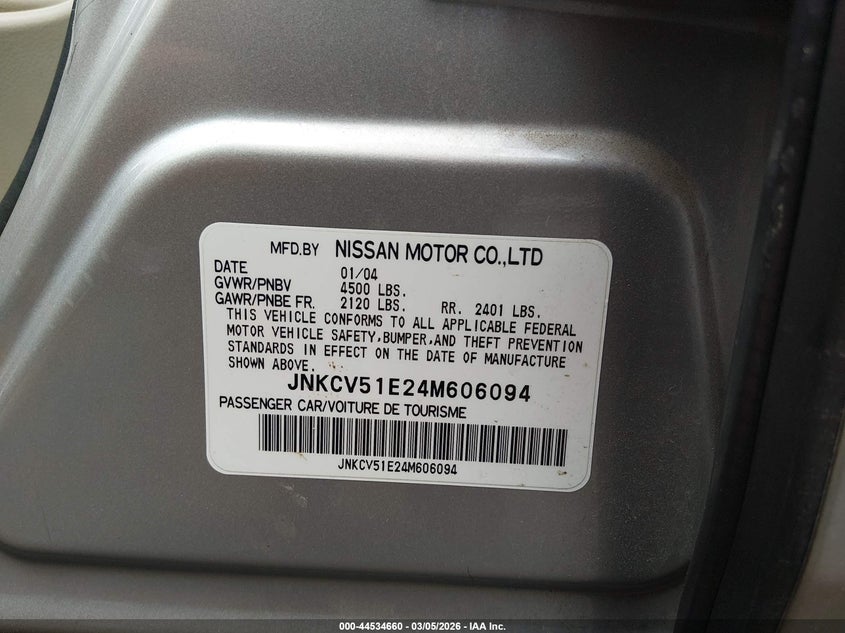 MFD.BY NISSAN MOTOR CO.,LTD
DATE 01/04
GVWR/PNBV 4500 LBS.
GAWR/PNBE FR. 2120 LBS. RR. 2401 LBS.
THIS VEHICLE CONFORMS TO ALL APPLICABLE FEDERAL
MOTOR VEHICLE SAFETY,BUMPER,AND THEFT PREVENTION
STANDARDS IN EFFECT ON THE DATE OF MANUFACTURE
SHOWN ABOVE.
JNKCV51E24M606094
PASSENGER CAR/VOITURE DE TOURISME
JNKCV51E24M606094
000-44534660 - 03/05/2026 - IAA Inc.